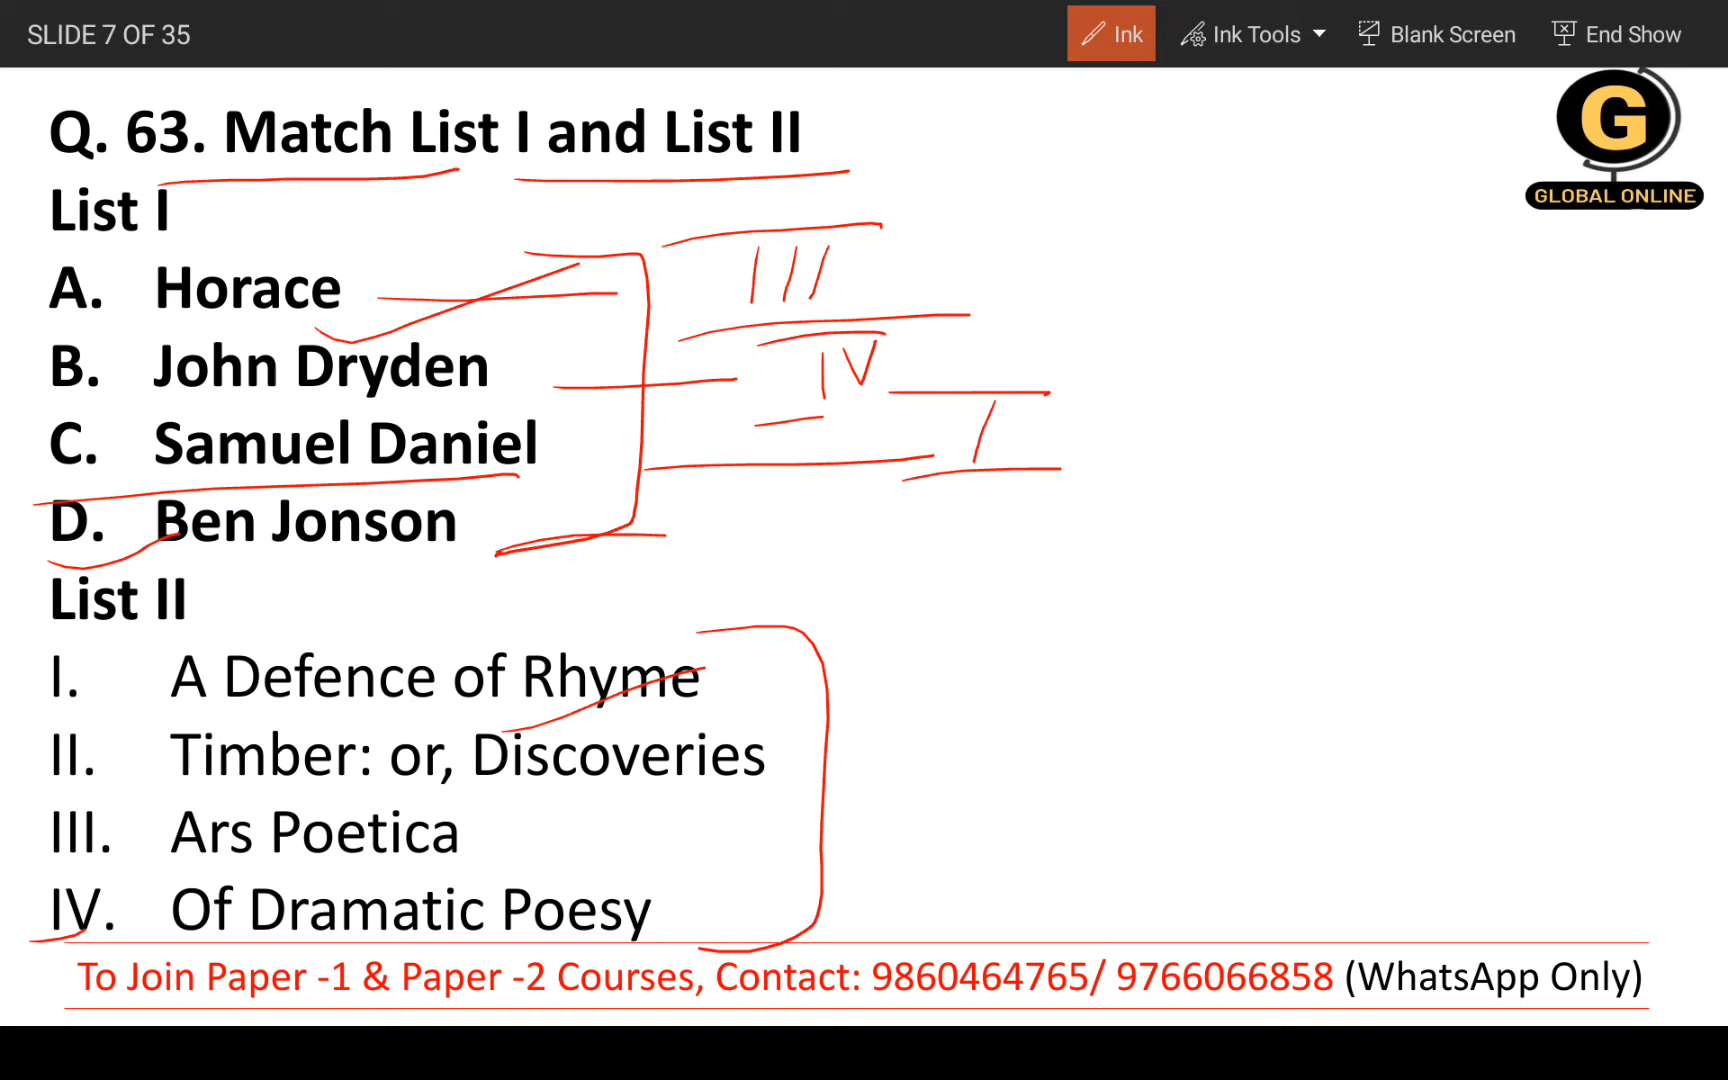 SLIDE 7 OF 35 Ink Ink Tools Blank Screen End Show
G
GLOBAL ONLINE
Q. 63. Match List I and List II
List I
A. Horace III
B. John Dryden IV
C. Samuel Daniel I
D. Ben Jonson
List II
I. A Defence of Rhyme
II. Timber: or, Discoveries
III. Ars Poetica
IV. Of Dramatic Poesy
To Join Paper -1 & Paper -2 Courses, Contact: 9860464765/ 9766066858 (WhatsApp Only)